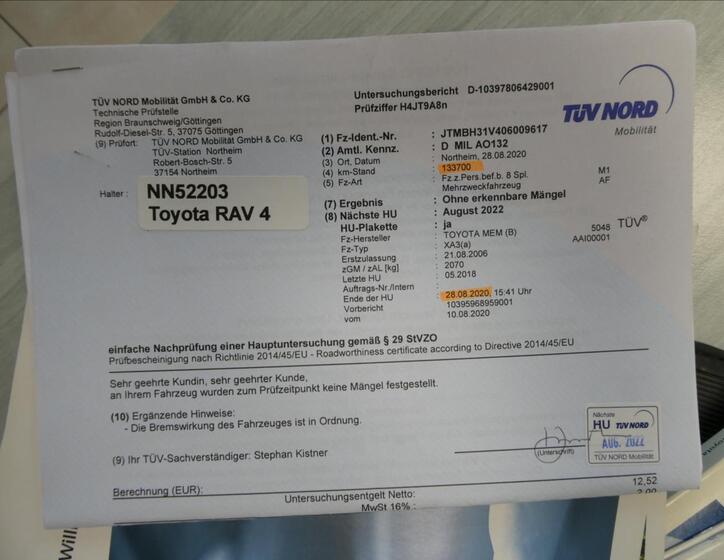 TÜV NORD Mobilität GmbH & Co. KG
Technische Prüfstelle
Region Braunschweig/Göttingen
Rudolf-Diesel-Str. 5, 37075 Göttingen
(9) Prüfort: TÜV NORD Mobilität GmbH & Co. KG
TÜV-Station Northeim
Robert-Bosch-Str. 5
37154 Northeim
Halter :
NN52203
Toyota RAV 4
Untersuchungsbericht D-10397806429001
Prüfziffer H4JT9A8n
TÜV NORD
Mobilität
(1) Fz-Ident.-Nr. : JTMBH31V406009617
(2) Amtl. Kennz. : D MIL AO132
(3) Ort, Datum : Northeim, 28.08.2020
(4) km-Stand : 133700
(5) Fz-Art : Fz.z.Pers.bef.b. 8 Spl. M1
Mehrzweckfahrzeug AF
(7) Ergebnis : Ohne erkennbare Mängel
(8) Nächste HU : August 2022
HU-Plakette : ja
Fz-Hersteller : TOYOTA MEM (B) 5048
Fz-Typ : XA3(a) AAI00001
TÜV®
Erstzulassung : 21.08.2006
zGM / zAL [kg] : 2070
Letzte HU : 05.2018
Auftrags-Nr./Intern :
Ende der HU : 28.08.2020, 15:41 Uhr
Vorbericht : 10395968959001
vom : 10.08.2020
einfache Nachprüfung einer Hauptuntersuchung gemäß § 29 StVZO
Prüfbescheinigung nach Richtlinie 2014/45/EU - Roadworthiness certificate according to Directive 2014/45/EU
Sehr geehrte Kundin, sehr geehrter Kunde,
an Ihrem Fahrzeug wurden zum Prüfzeitpunkt keine Mängel festgestellt.
(10) Ergänzende Hinweise:
- Die Bremswirkung des Fahrzeuges ist in Ordnung.
(9) Ihr TÜV-Sachverständiger: Stephan Kistner
(Unterschrift)
Nächste
HU TÜV NORD
AUG. 2022
TÜV NORD Mobilität
Berechnung (EUR):
Untersuchungsentgelt Netto: 12,52
MwSt 16% : 2,00
Willi